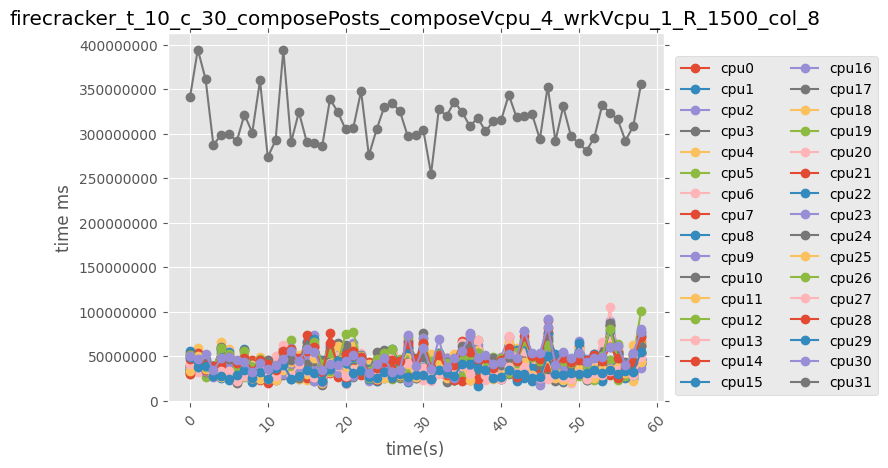 firecracker_t_10_c_30_composePosts_composeVcpu_4_wrkVcpu_1_R_1500_col_8
400000000
350000000
300000000
250000000
200000000
150000000
100000000
50000000
0
time ms
0
10
20
30
40
50
60
time(s)
cpu0
cpu1
cpu2
cpu3
cpu4
cpu5
cpu6
cpu7
cpu8
cpu9
cpu10
cpu11
cpu12
cpu13
cpu14
cpu15
cpu16
cpu17
cpu18
cpu19
cpu20
cpu21
cpu22
cpu23
cpu24
cpu25
cpu26
cpu27
cpu28
cpu29
cpu30
cpu31